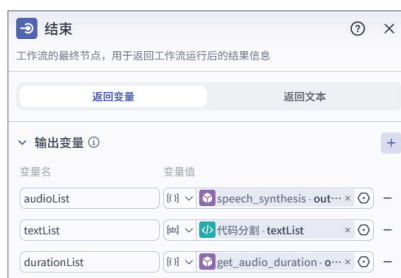 结束
工作流的最终节点，用于返回工作流运行后的结果信息
返回变量 返回文本
输出变量
变量名 变量值
audioList [{}] speech_synthesis · out··· ×
textList [str] 代码分割 · textList ×
durationList [{}] get_audio_duration · o··· ×